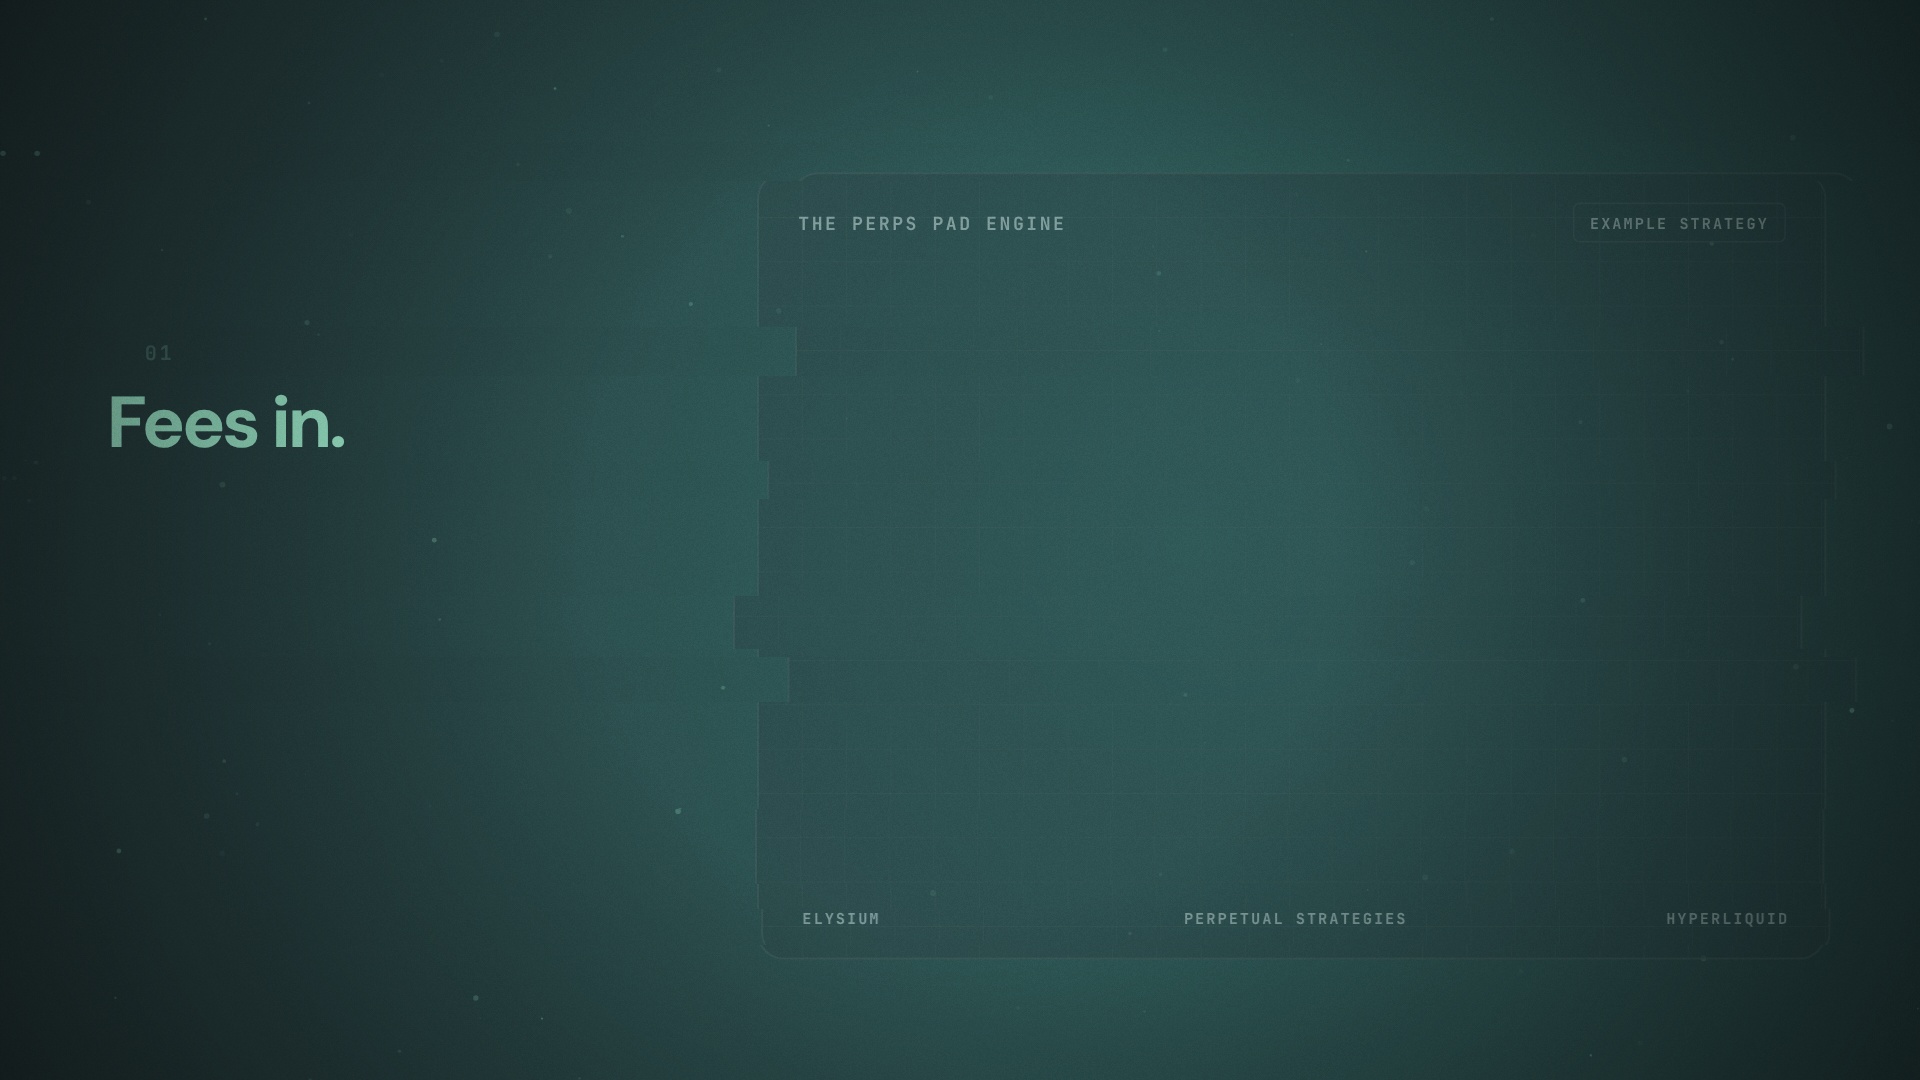 01
Fees in.
THE PERPS PAD ENGINE
EXAMPLE STRATEGY
ELYSIUM
PERPETUAL STRATEGIES
HYPERLIQUID